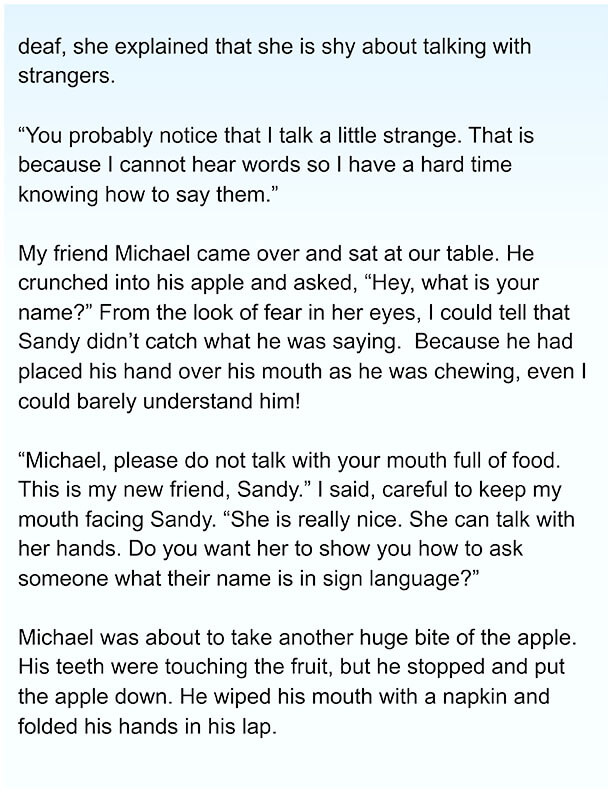 deaf, she explained that she is shy about talking with
strangers.
“You probably notice that I talk a little strange. That is
because I cannot hear words so I have a hard time
knowing how to say them.”
My friend Michael came over and sat at our table. He
crunched into his apple and asked, “Hey, what is your
name?” From the look of fear in her eyes, I could tell that
Sandy didn’t catch what he was saying.  Because he had
placed his hand over his mouth as he was chewing, even I
could barely understand him!
“Michael, please do not talk with your mouth full of food.
This is my new friend, Sandy.” I said, careful to keep my
mouth facing Sandy. “She is really nice. She can talk with
her hands. Do you want her to show you how to ask
someone what their name is in sign language?”
Michael was about to take another huge bite of the apple.
His teeth were touching the fruit, but he stopped and put
the apple down. He wiped his mouth with a napkin and
folded his hands in his lap.